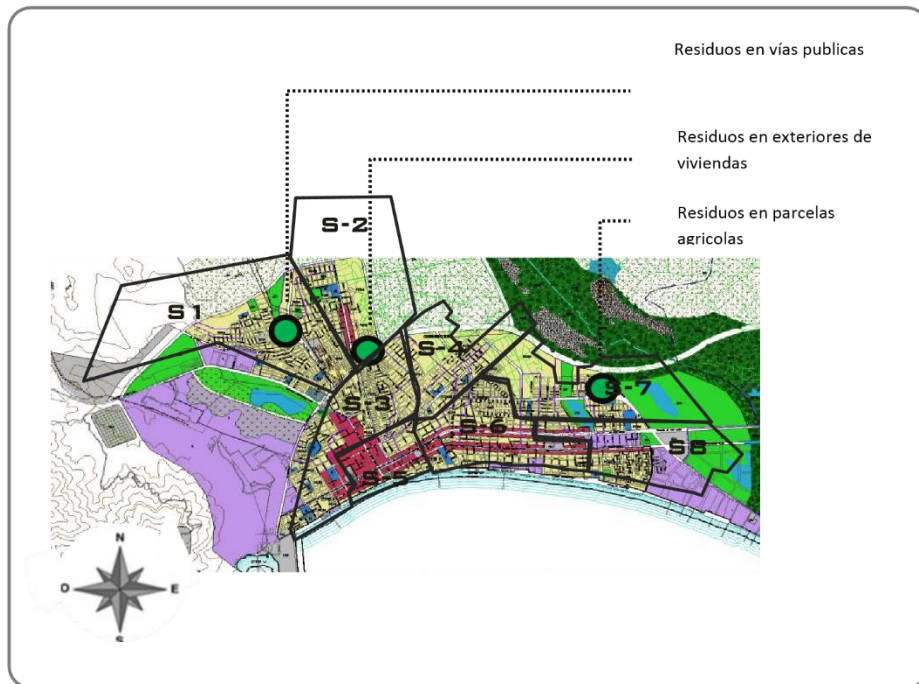 Residuos en vías publicas
Residuos en exteriores de
viviendas
Residuos en parcelas
agricolas
S-2
S 1
S-4
S-7
S-3
S-6
S8
S-5
N
O
E
S